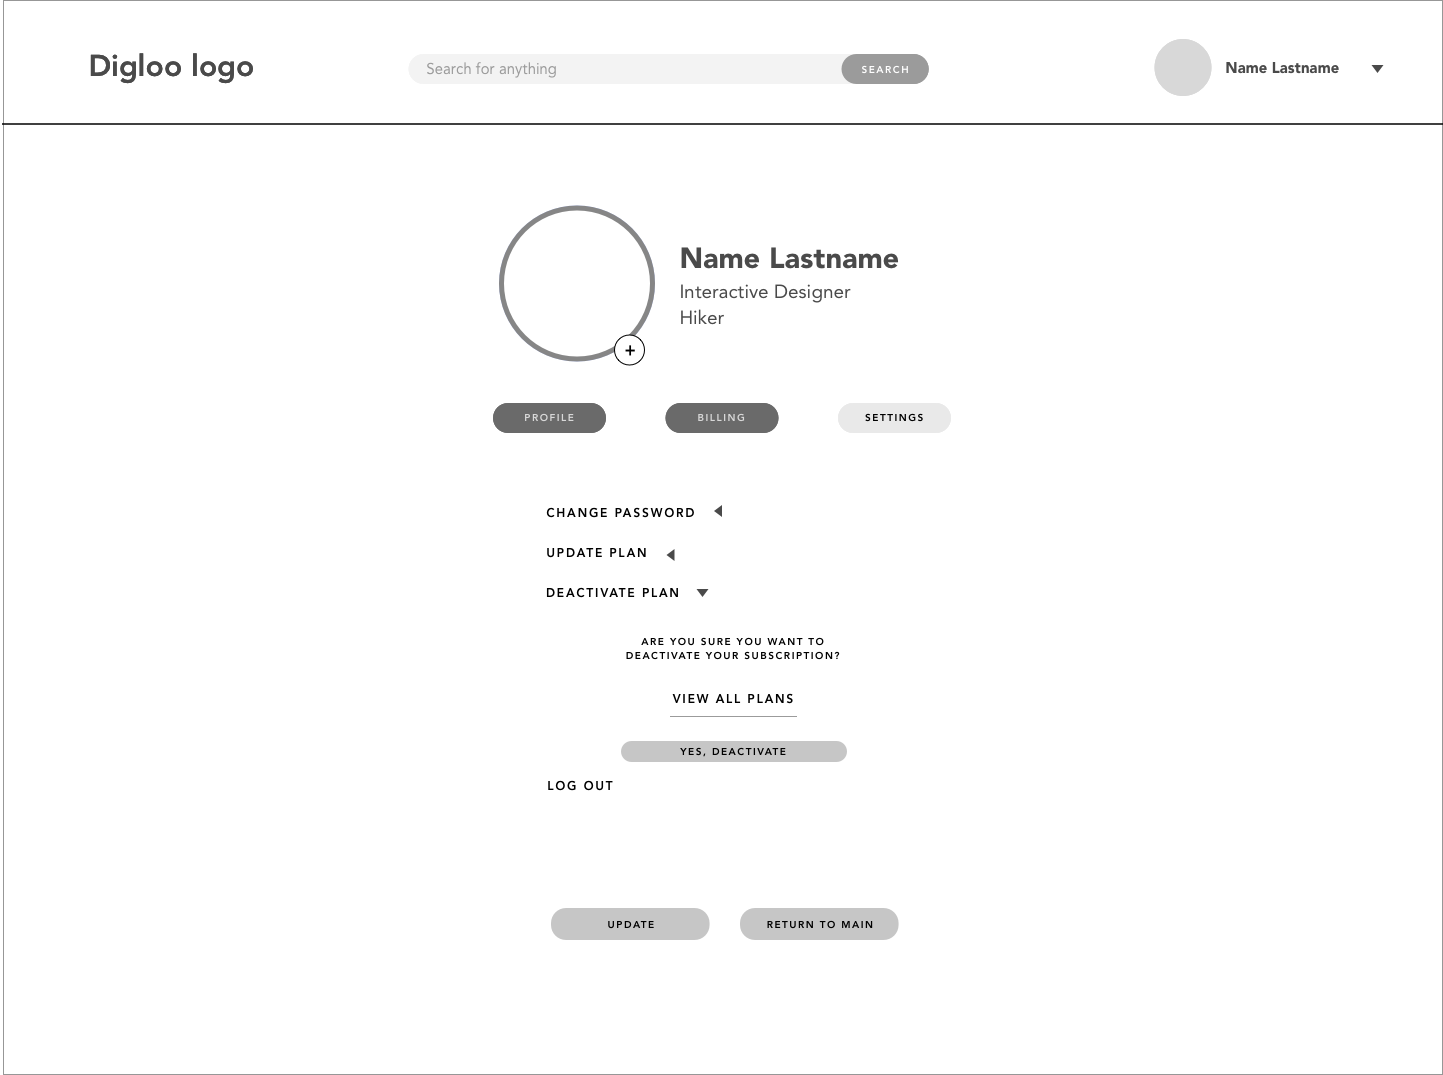 Digloo logo
Search for anything
SEARCH
Name Lastname
Name Lastname
Interactive Designer
Hiker
+
PROFILE
BILLING
SETTINGS
CHANGE PASSWORD
UPDATE PLAN
DEACTIVATE PLAN
ARE YOU SURE YOU WANT TO
DEACTIVATE YOUR SUBSCRIPTION?
VIEW ALL PLANS
YES, DEACTIVATE
LOG OUT
UPDATE
RETURN TO MAIN